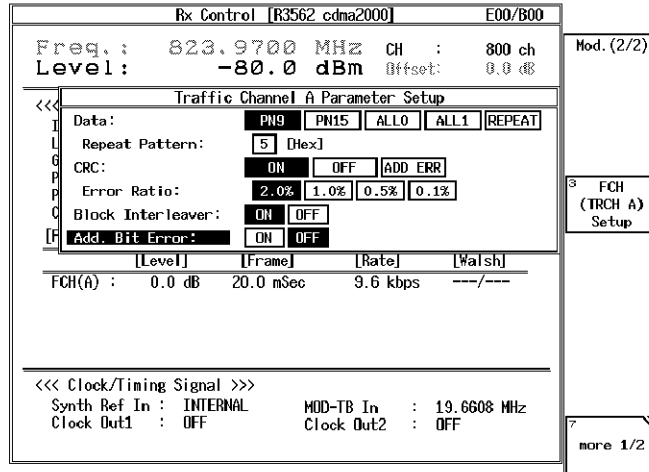 Rx Control [R3562 cdma2000] E00/B00
Freq.: 823.9700 MHz CH : 800 ch
Level: -80.0 dBm Offset: 0.0 dB
Mod.(2/2)
<<<
Traffic Channel A Parameter Setup
Data: PN9 PN15 ALL0 ALL1 REPEAT
Repeat Pattern: 5 [Hex]
CRC: ON OFF ADD ERR
Error Ratio: 2.0% 1.0% 0.5% 0.1%
Block Interleaver: ON OFF
Add. Bit Error: ON OFF
3 FCH
(TRCH A)
Setup
[Level] [Frame] [Rate] [Walsh]
FCH(A) : 0.0 dB 20.0 mSec 9.6 kbps ---/---
<<< Clock/Timing Signal >>>
Synth Ref In : INTERNAL MOD-TB In : 19.6608 MHz
Clock Out1 : OFF Clock Out2 : OFF
7
more 1/2